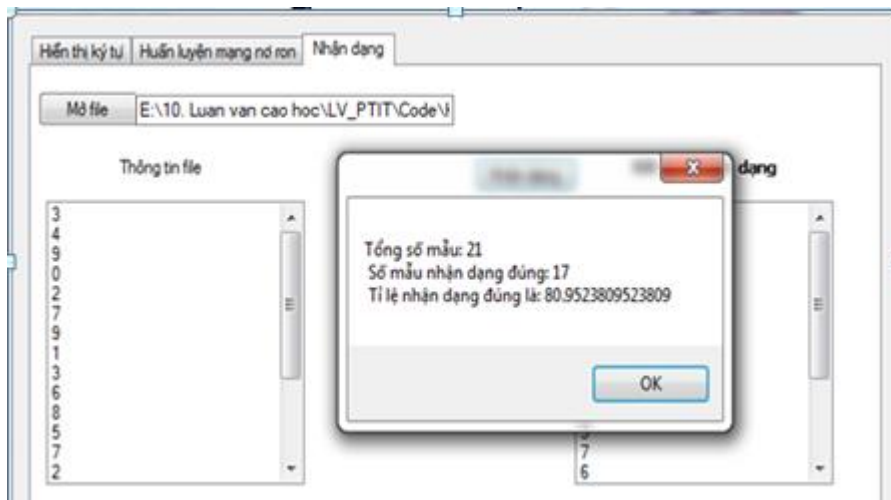 Hiển thị ký tự Huấn luyện mạng nơ ron Nhận dạng
Mở file E:\10. Luan van cao hoc\LV_PTIT\Code\
Thông tin file dạng
3
4
9
0
2
7
9
1
3
6
8
5
7
2
Tổng số mẫu: 21
Số mẫu nhận dạng đúng: 17
Tỉ lệ nhận dạng đúng là: 80.9523809523809
OK
7
6